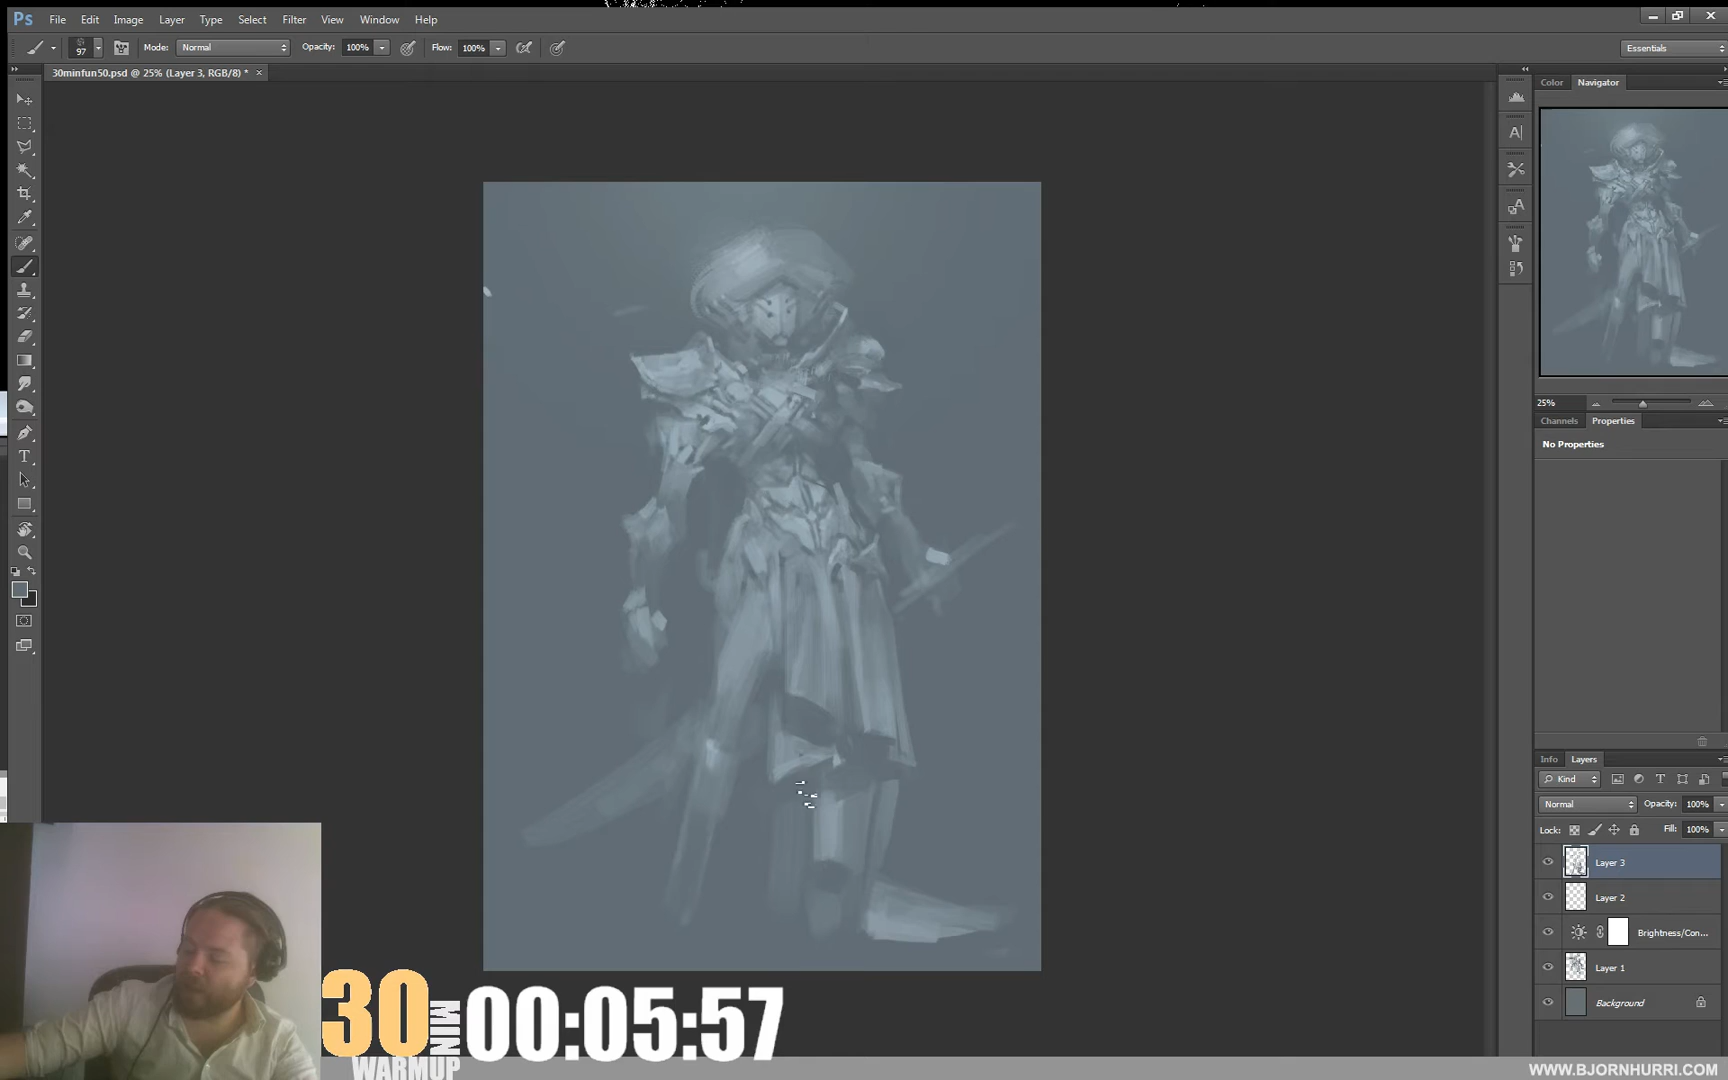 Ps File Edit Image Layer Type Select Filter View Window Help
97 Mode: Normal Opacity: 100% Flow: 100% Essentials
30minfun50.psd @ 25% (Layer 3, RGB/8) *
Color Navigator
25%
Channels Properties
No Properties
Info Layers
Kind
Normal Opacity: 100%
Lock: Fill: 100%
Layer 3
Layer 2
Brightness/Con...
Layer 1
Background
30 MIN WARMUP
00:05:57
WWW.BJORNHURRI.COM